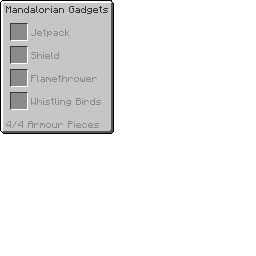 Mandalorian Gadgets
Jetpack
Shield
Flamethrower
Whistling Birds
4/4 Armour Pieces